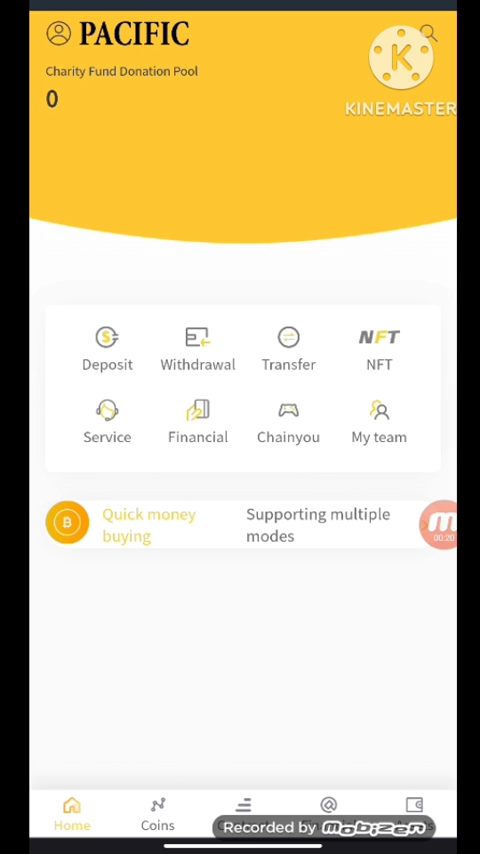 PACIFIC
Charity Fund Donation Pool
0
K
KINEMASTER
Deposit
Withdrawal
Transfer
NFT
NFT
Service
Financial
Chainyou
My team
B
Quick money
buying
Supporting multiple
modes
m
00:20
Home
Coins
Recorded by mobizen